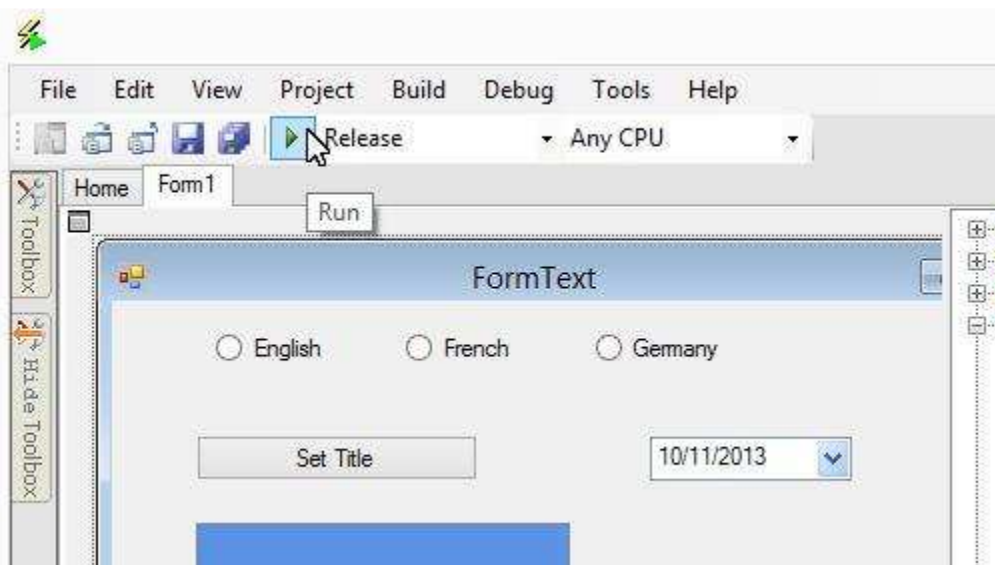 File Edit View Project Build Debug Tools Help
Release Any CPU
Home Form1
Run
Toolbox
Hide Toolbox
FormText
English French Germany
Set Title 10/11/2013